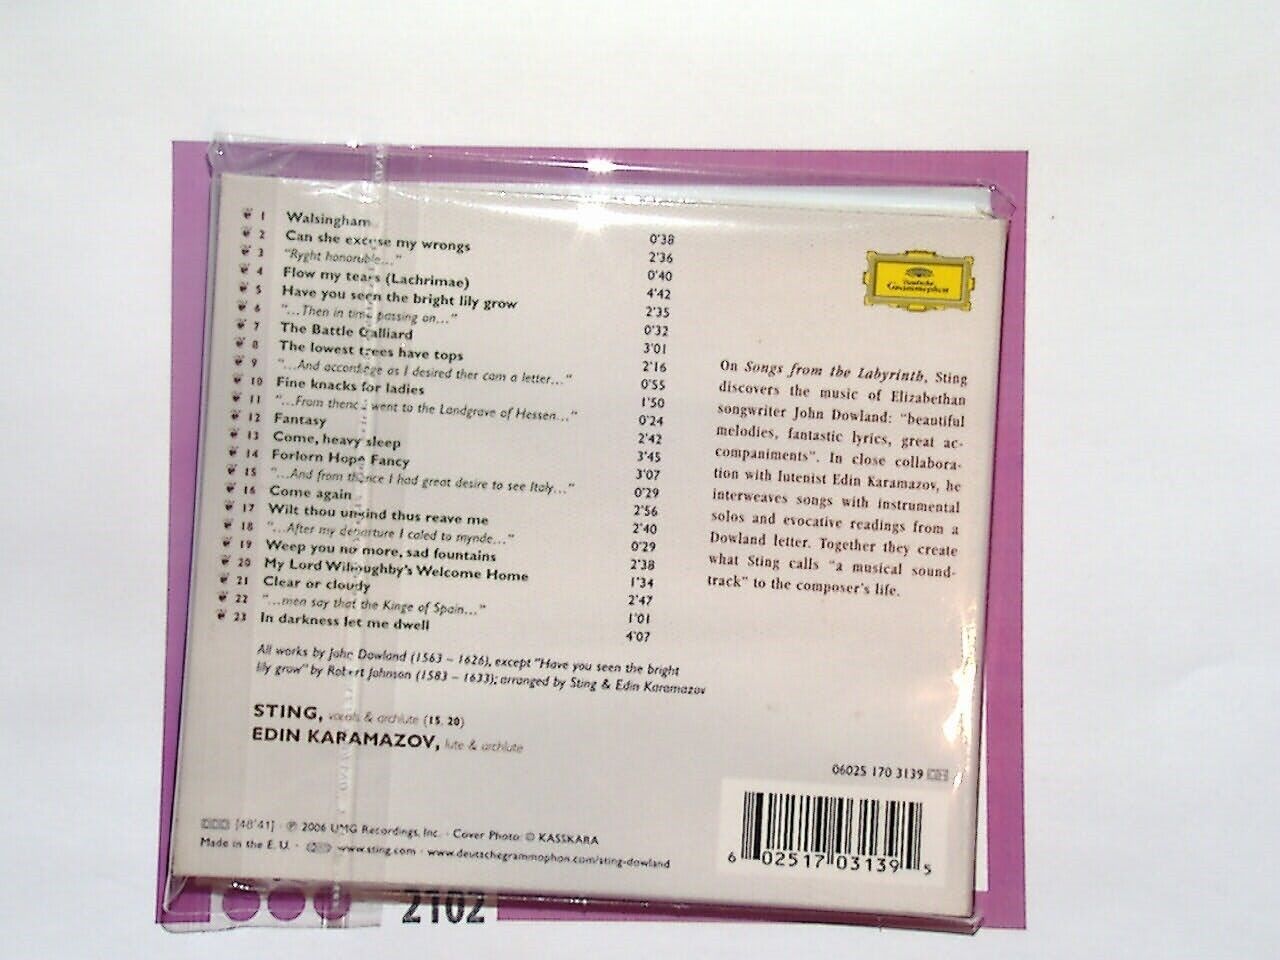 1 Walsingham 0'38
2 Can she excuse my wrongs 2'36
3 "Ryght honorable..." 0'40
4 Flow my tears (Lachrimae) 4'42
5 Have you seen the bright lily grow 2'35
6 "...Then in time passing on..." 0'32
7 The Battle Galliard 3'01
8 The lowest trees have tops 2'16
9 "...And accordinge as I desired ther cam a letter..." 0'55
10 Fine knacks for ladies 1'50
11 "...From thence I went to the Landgrave of Hessen..." 0'24
12 Fantasy 2'42
13 Come, heavy sleep 3'45
14 Forlorn Hope Fancy 3'07
15 "...And from thence I had great desire to see Italy..." 0'29
16 Come again 2'56
17 Wilt thou unkind thus reave me 2'40
18 "...After my departure I caled to mynde..." 0'29
19 Weep you no more, sad fountains 2'38
20 My Lord Willoughby's Welcome Home 1'34
21 Clear or cloudy 2'47
22 "...men say that the Kinge of Spain..." 1'01
23 In darkness let me dwell 4'07
All works by John Dowland (1563 – 1626), except "Have you seen the bright
lily grow" by Robert Johnson (1583 – 1633); arranged by Sting & Edin Karamazov
STING, vocals & archlute (15, 20)
EDIN KARAMAZOV, lute & archlute
Deutsche
Grammophon
On Songs from the Labyrinth, Sting
discovers the music of Elizabethan
songwriter John Dowland: "beautiful
melodies, fantastic lyrics, great ac-
companiments". In close collabora-
tion with lutenist Edin Karamazov, he
interweaves songs with instrumental
solos and evocative readings from a
Dowland letter. Together they create
what Sting calls "a musical sound-
track" to the composer's life.
06025 170 3139
6 02517 03139 5
[48'41] · ℗ 2006 UMG Recordings, Inc. · Cover Photo: © KASSKARA
Made in the E. U. · www.sting.com · www.deutschegrammophon.com/sting-dowland
2102